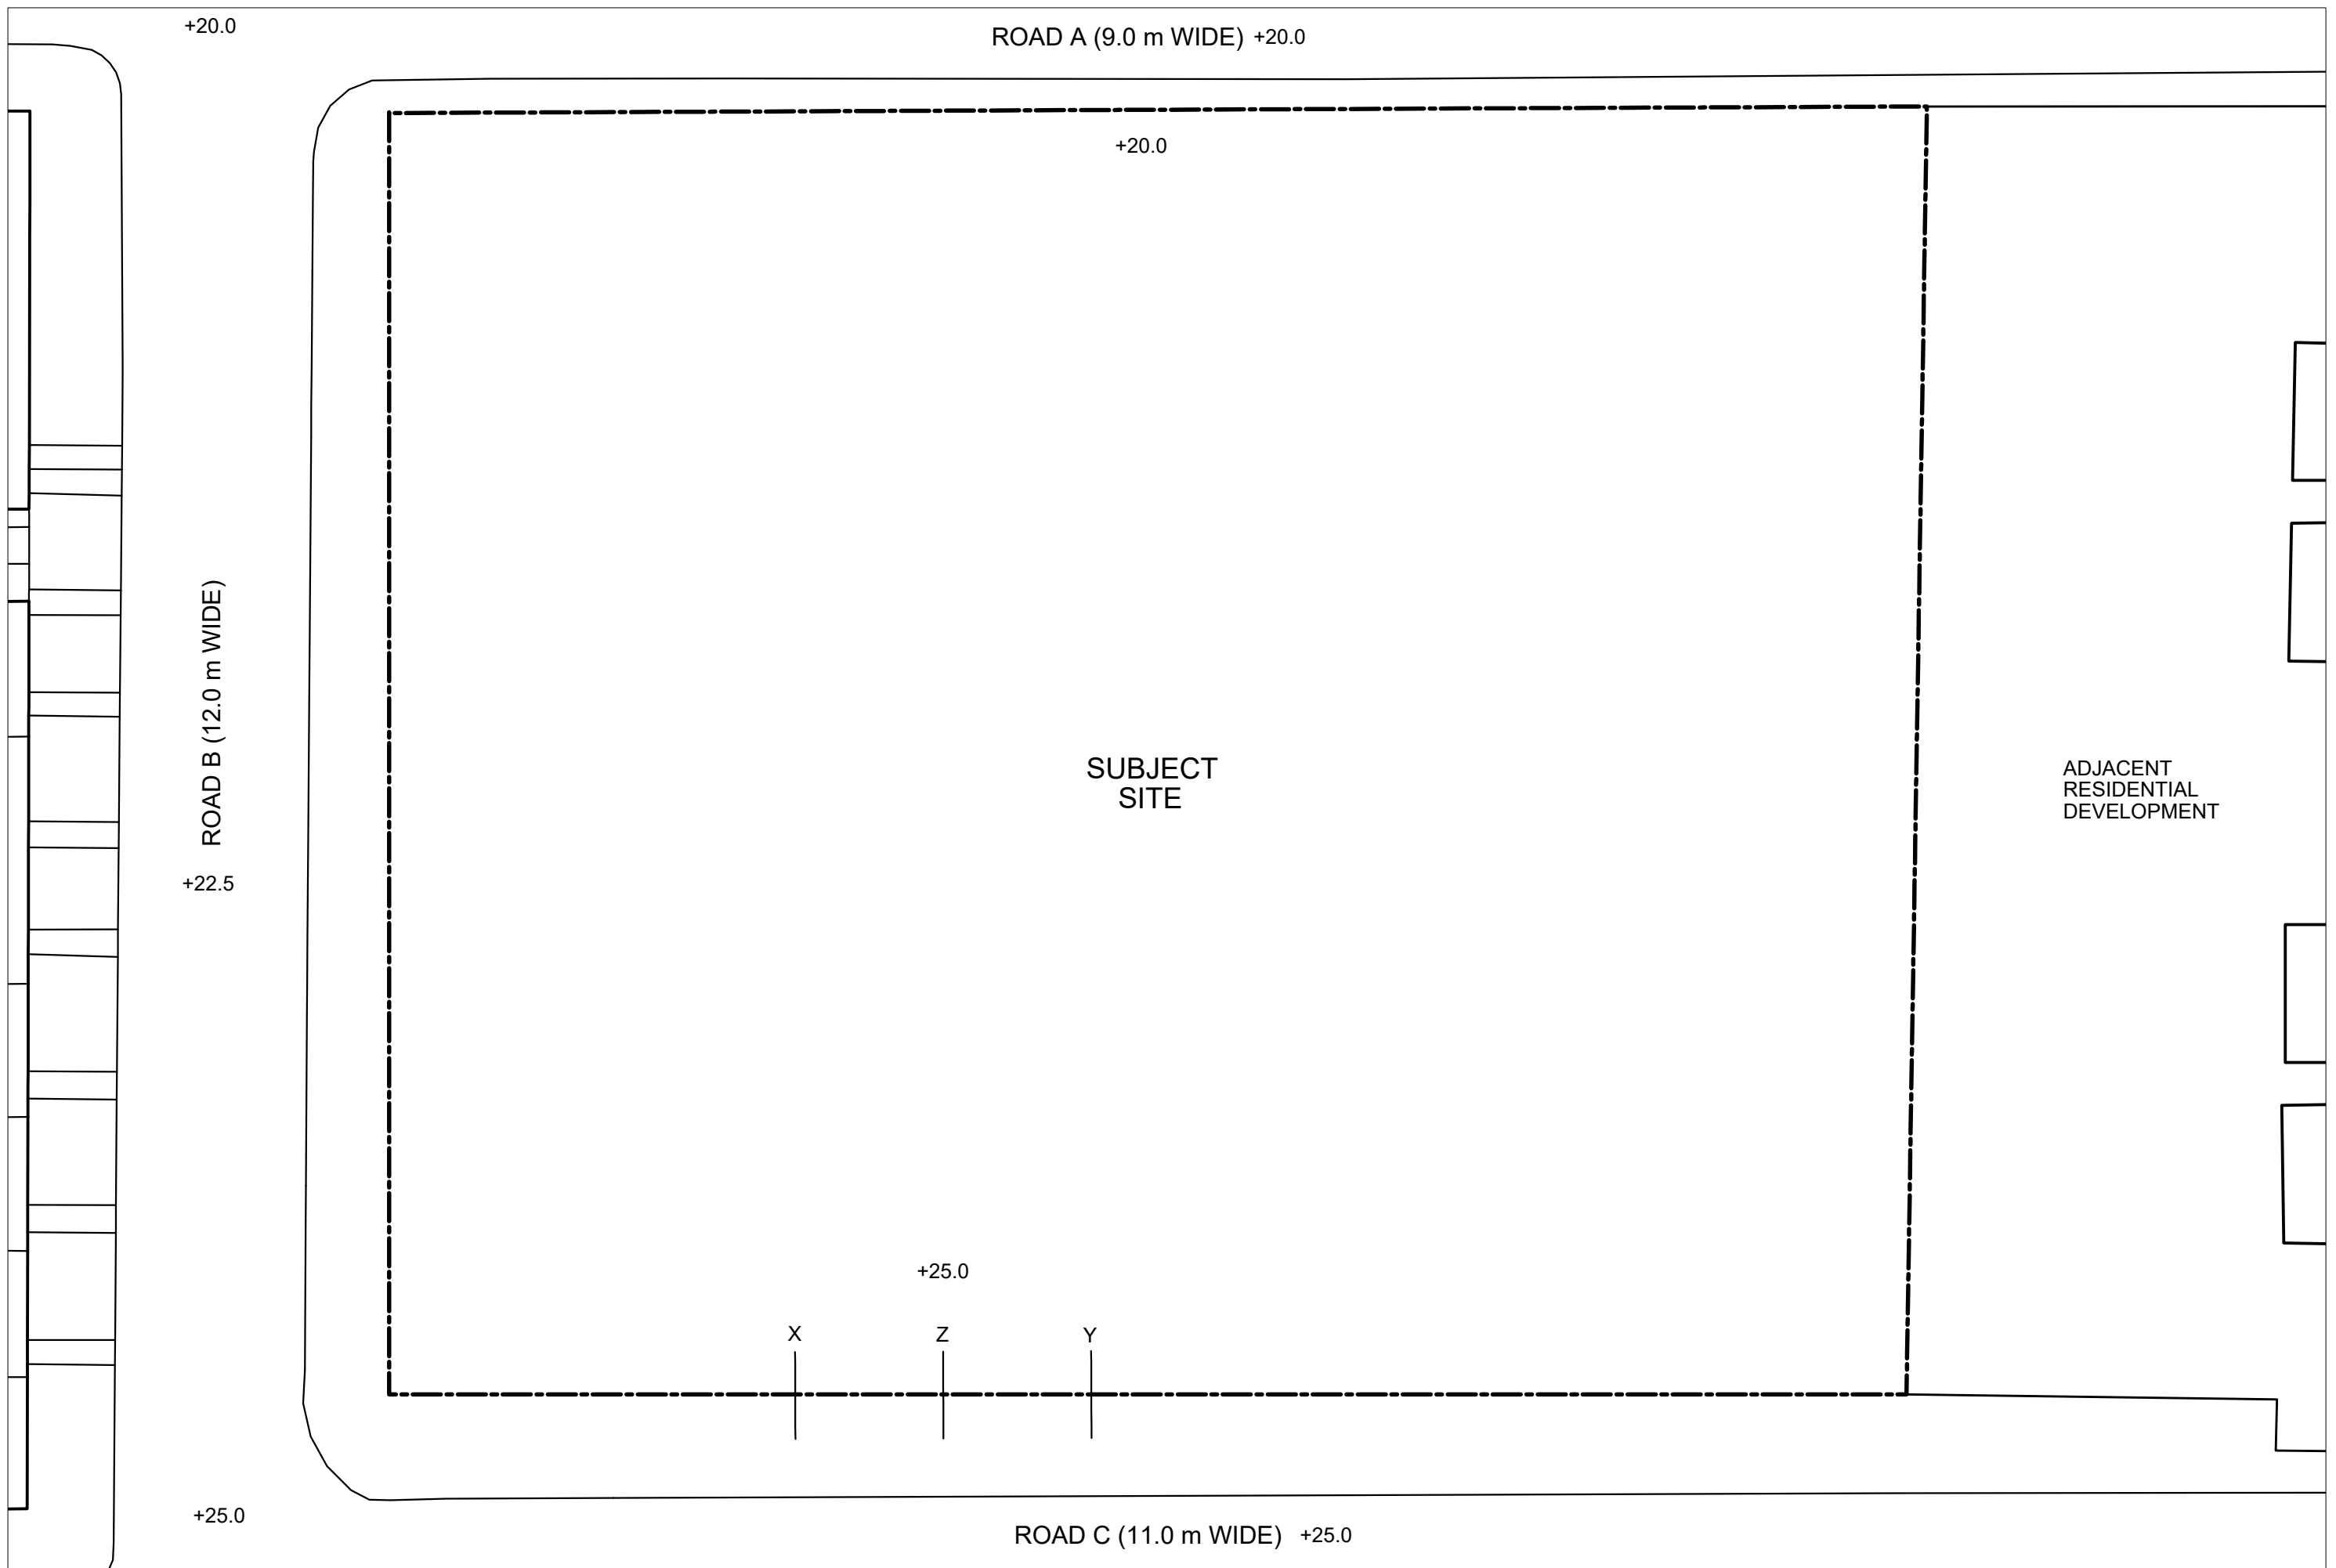 +20.0
ROAD A (9.0 m WIDE) +20.0
+20.0
ROAD B (12.0 m WIDE)
+22.5
SUBJECT
SITE
ADJACENT
RESIDENTIAL
DEVELOPMENT
+25.0
X Z Y
+25.0
ROAD C (11.0 m WIDE) +25.0